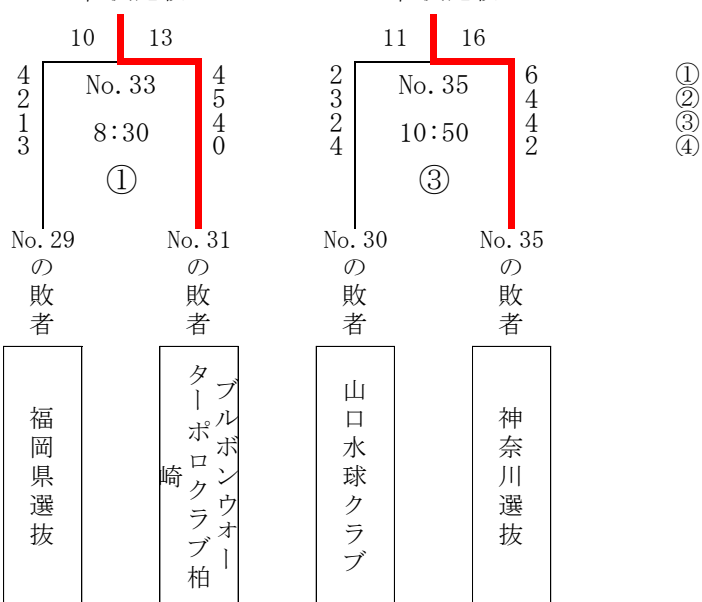 10 13
4
2
1
3
No.33
8:30
①
4
5
4
0
11 16
2
3
2
4
No.35
10:50
③
6
4
4
2
①
②
③
④
No.29
の敗者
No.31
の敗者
No.30
の敗者
No.35
の敗者
福岡県選抜
ブルボンウォー
ターポロクラブ柏
崎
山口水球クラブ
神奈川選抜